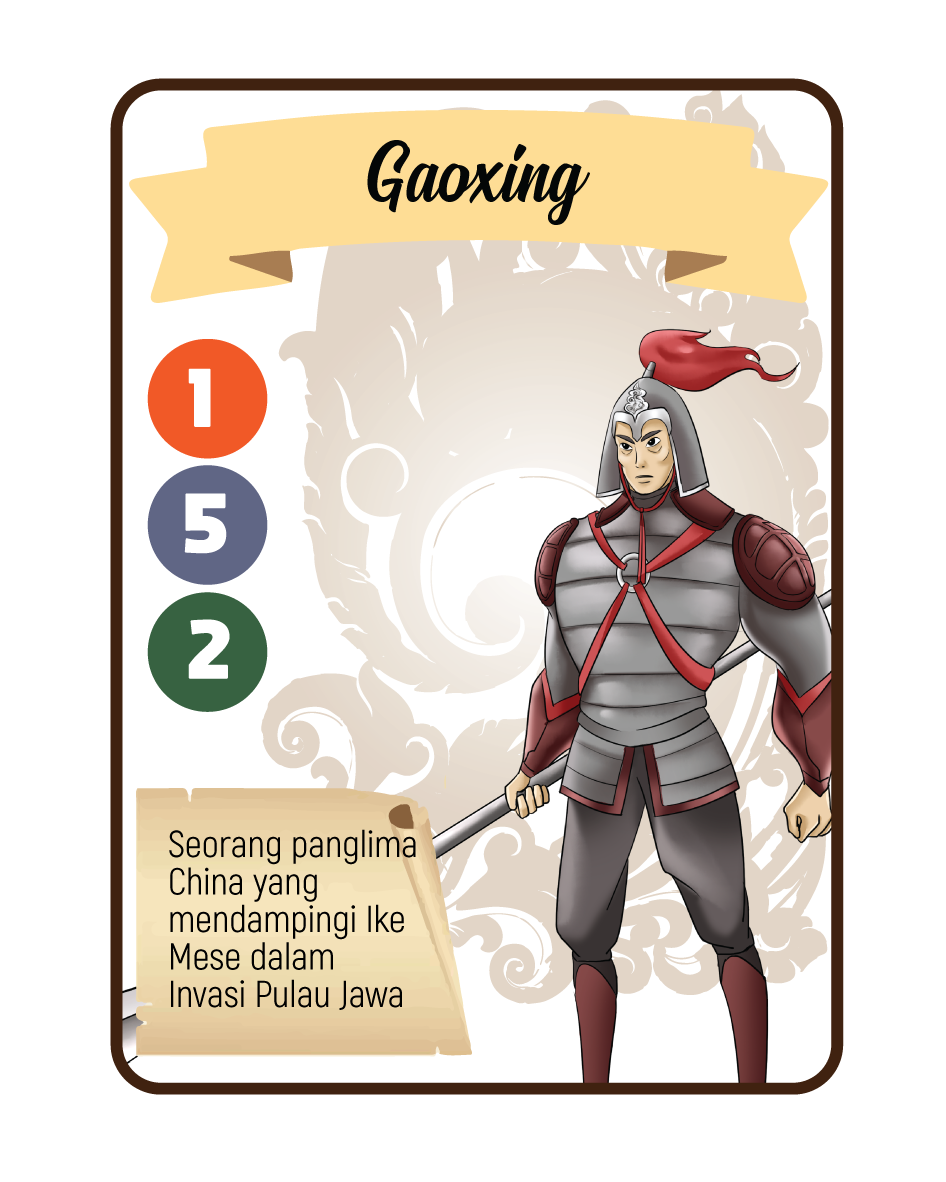 Gaoxing
1
5
2
Seorang panglima
China yang
mendampingi Ike
Mese dalam
Invasi Pulau Jawa